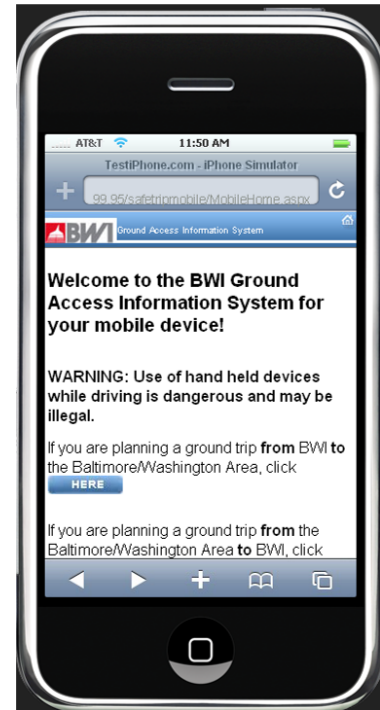 AT&T 11:50 AM
TestiPhone.com - iPhone Simulator
99.95/safetripmobile/MobileHome.aspx
BWI Ground Access Information System
Welcome to the BWI Ground
Access Information System for
your mobile device!
WARNING: Use of hand held devices
while driving is dangerous and may be
illegal.
If you are planning a ground trip from BWI to
the Baltimore/Washington Area, click
HERE
If you are planning a ground trip from the
Baltimore/Washington Area to BWI, click